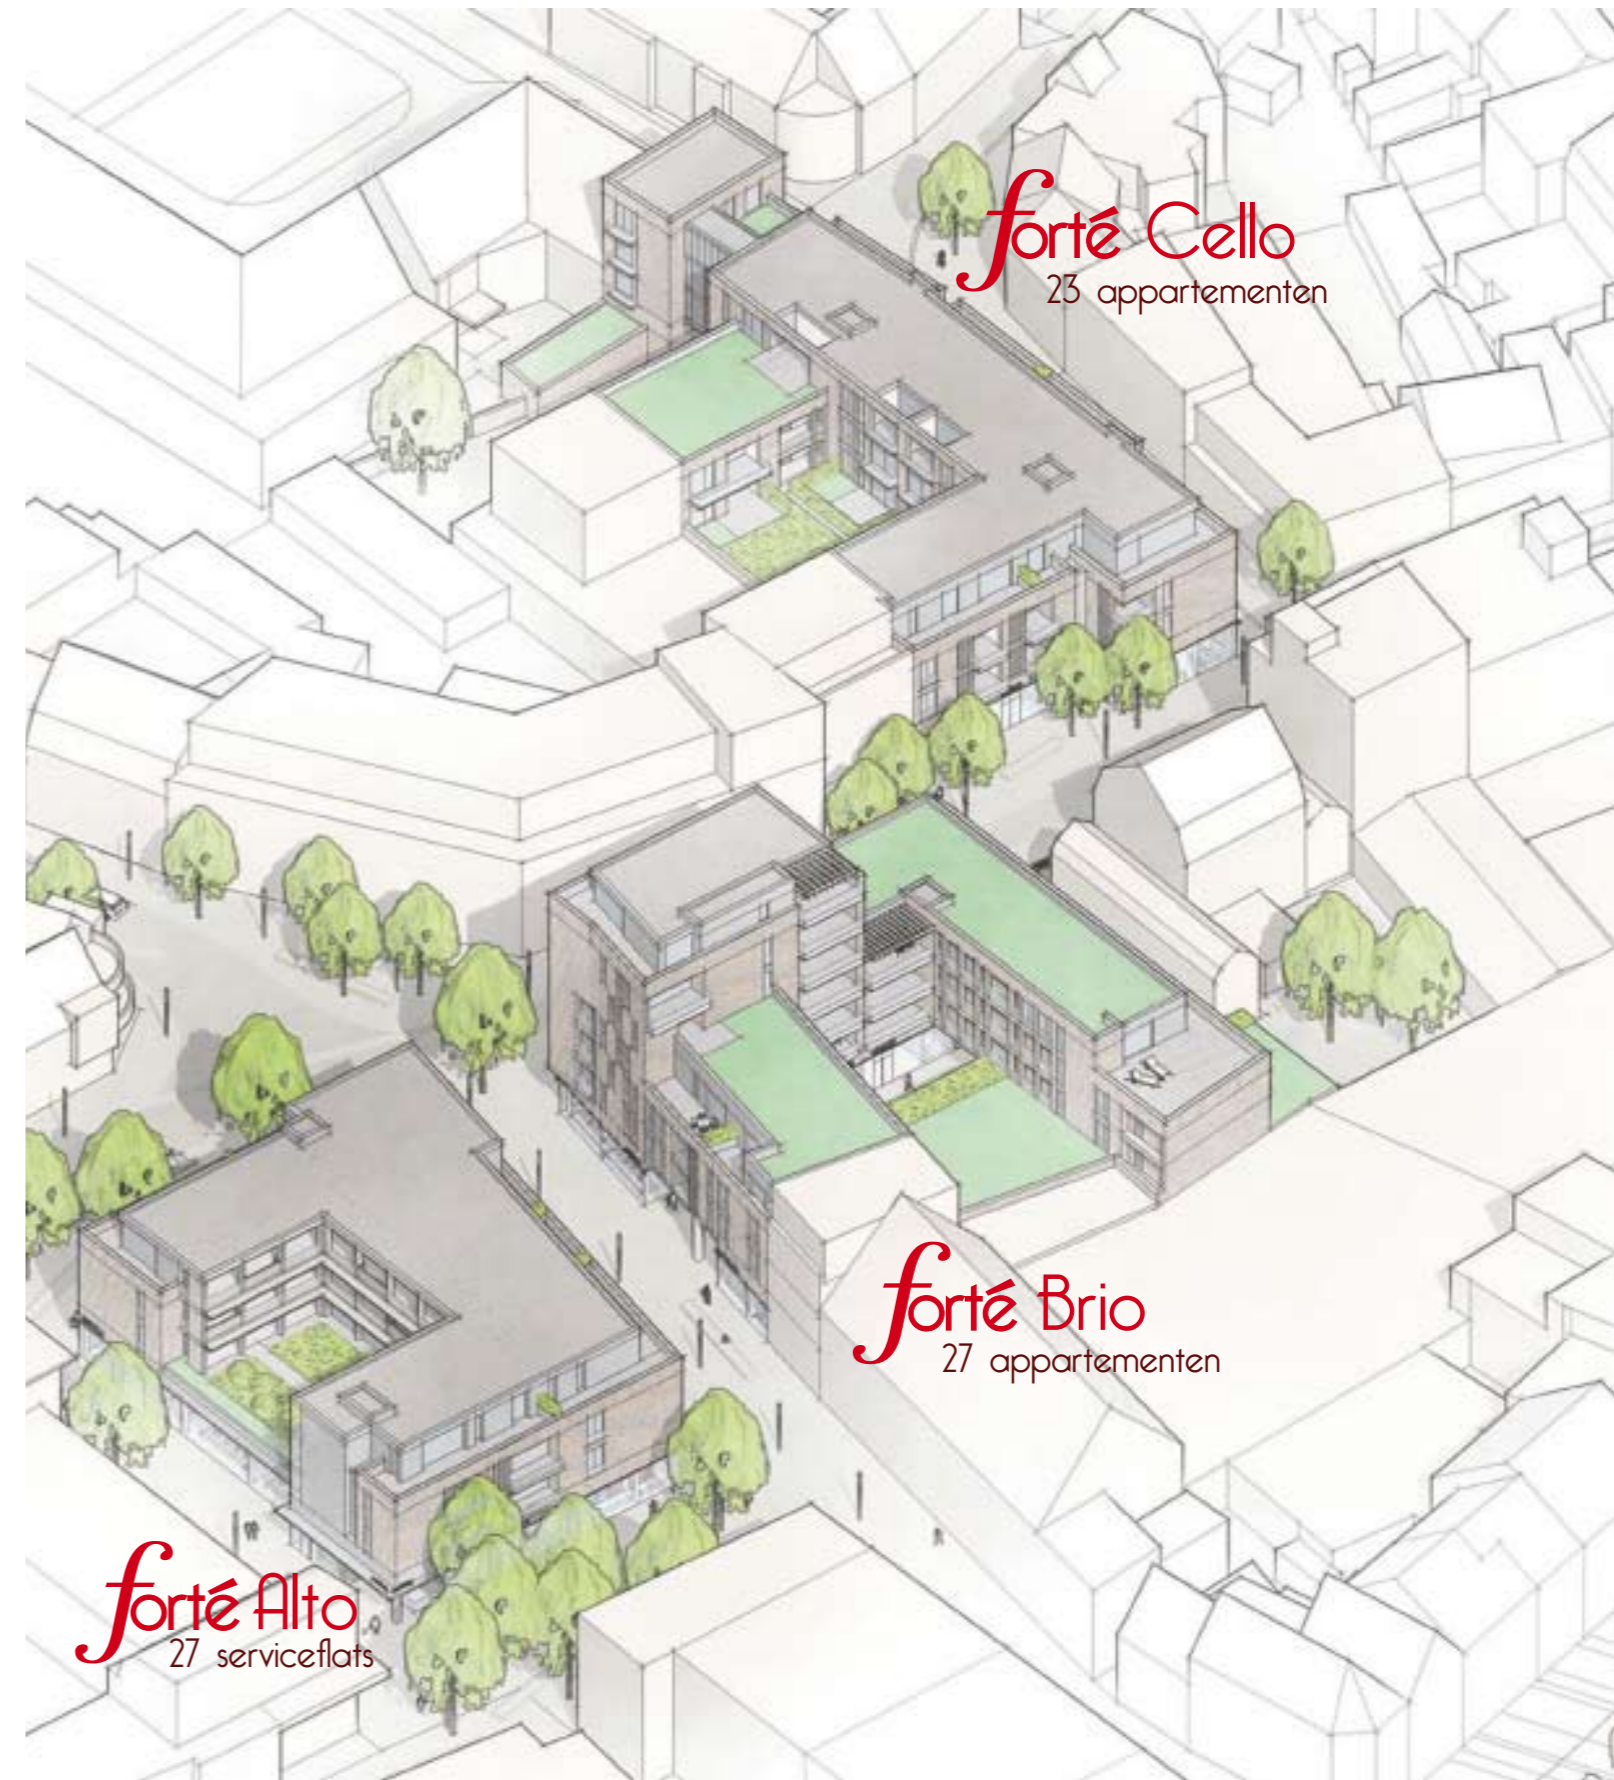 forté Cello
23 appartementen
forté Brio
27 appartementen
forté Alto
27 serviceflats